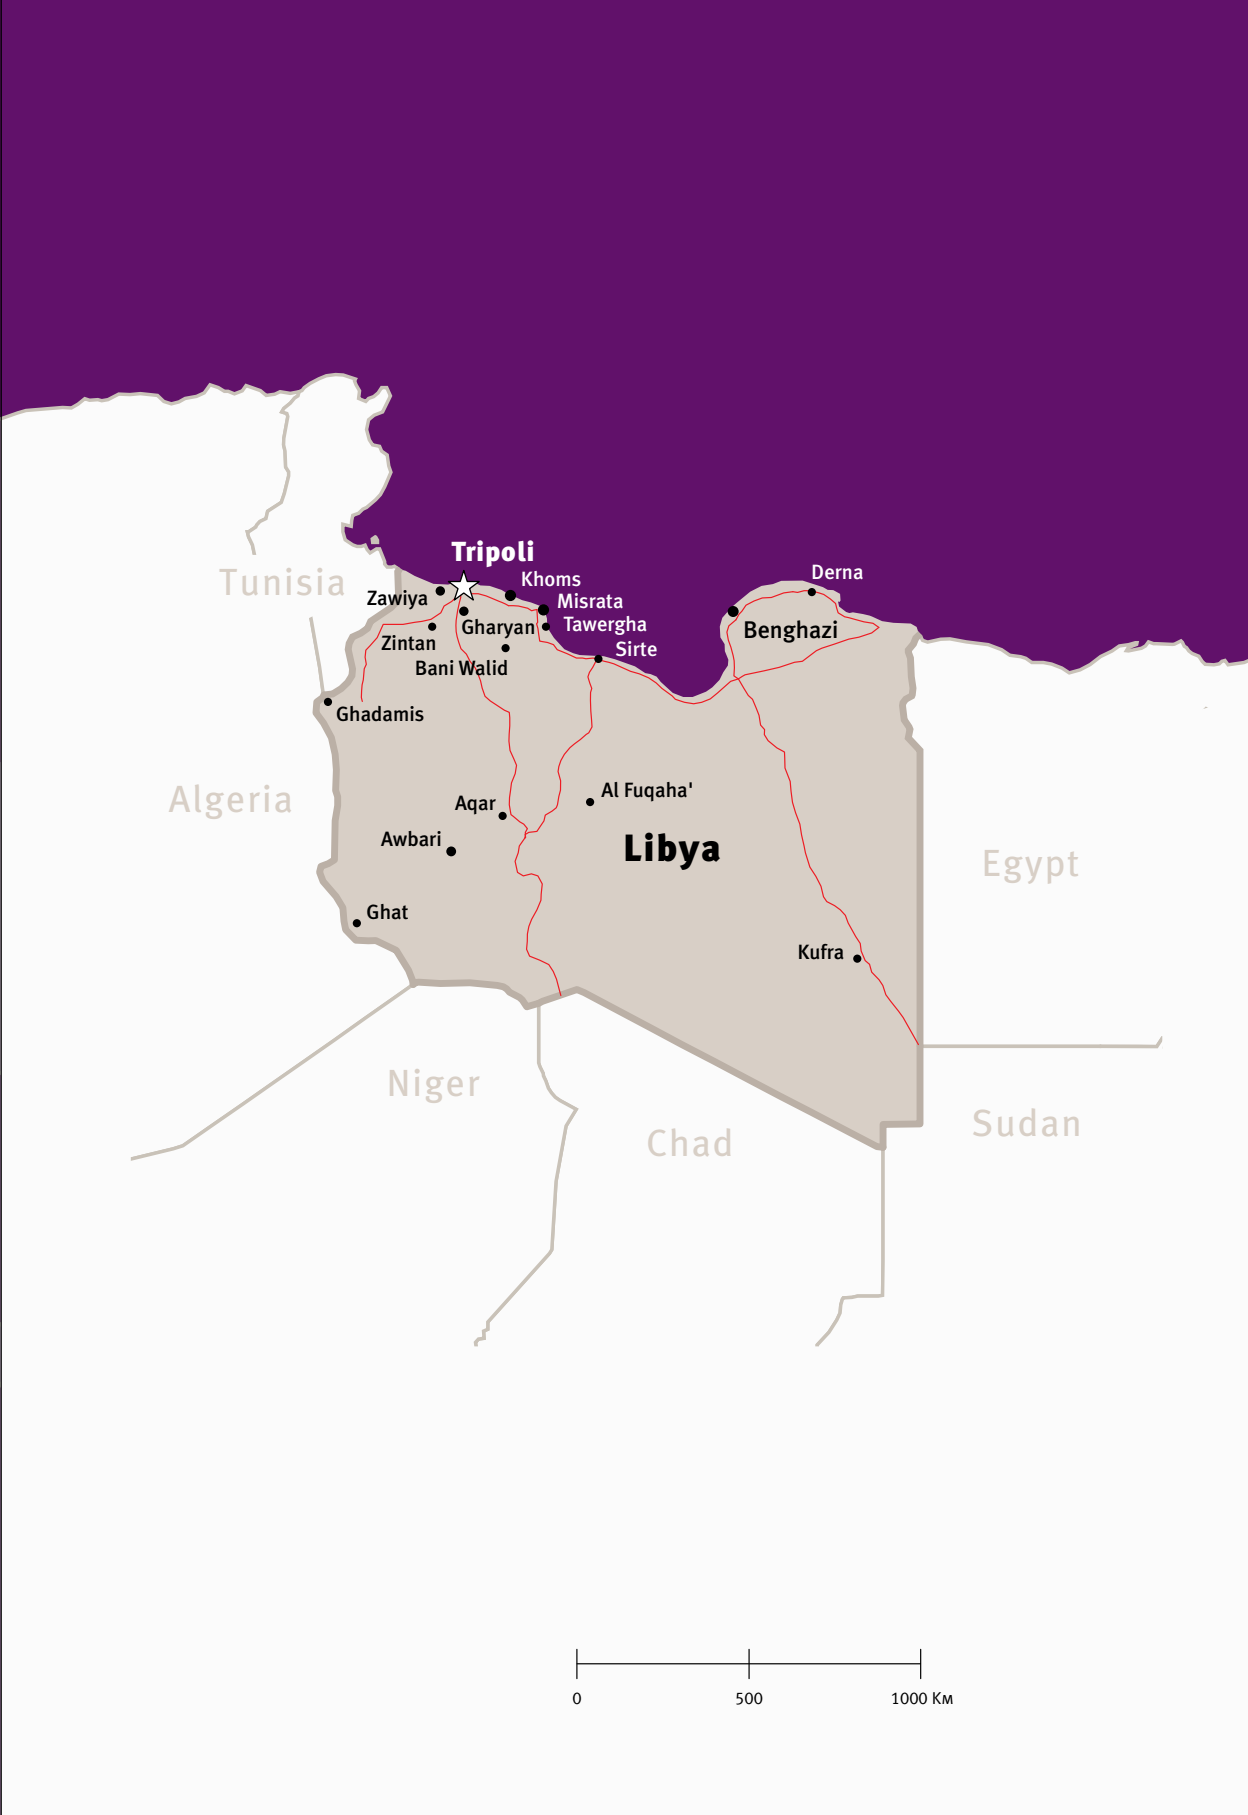 Tripoli
Derna
Khoms
Zawiya
Misrata
Tawergha
Gharyan
Benghazi
Zintan
Sirte
Bani Walid
Tunisia
Ghadamis
Algeria
Al Fuqaha'
Aqar
Awbari
Libya
Egypt
Ghat
Kufra
Niger
Sudan
Chad
0
500
1000 Km